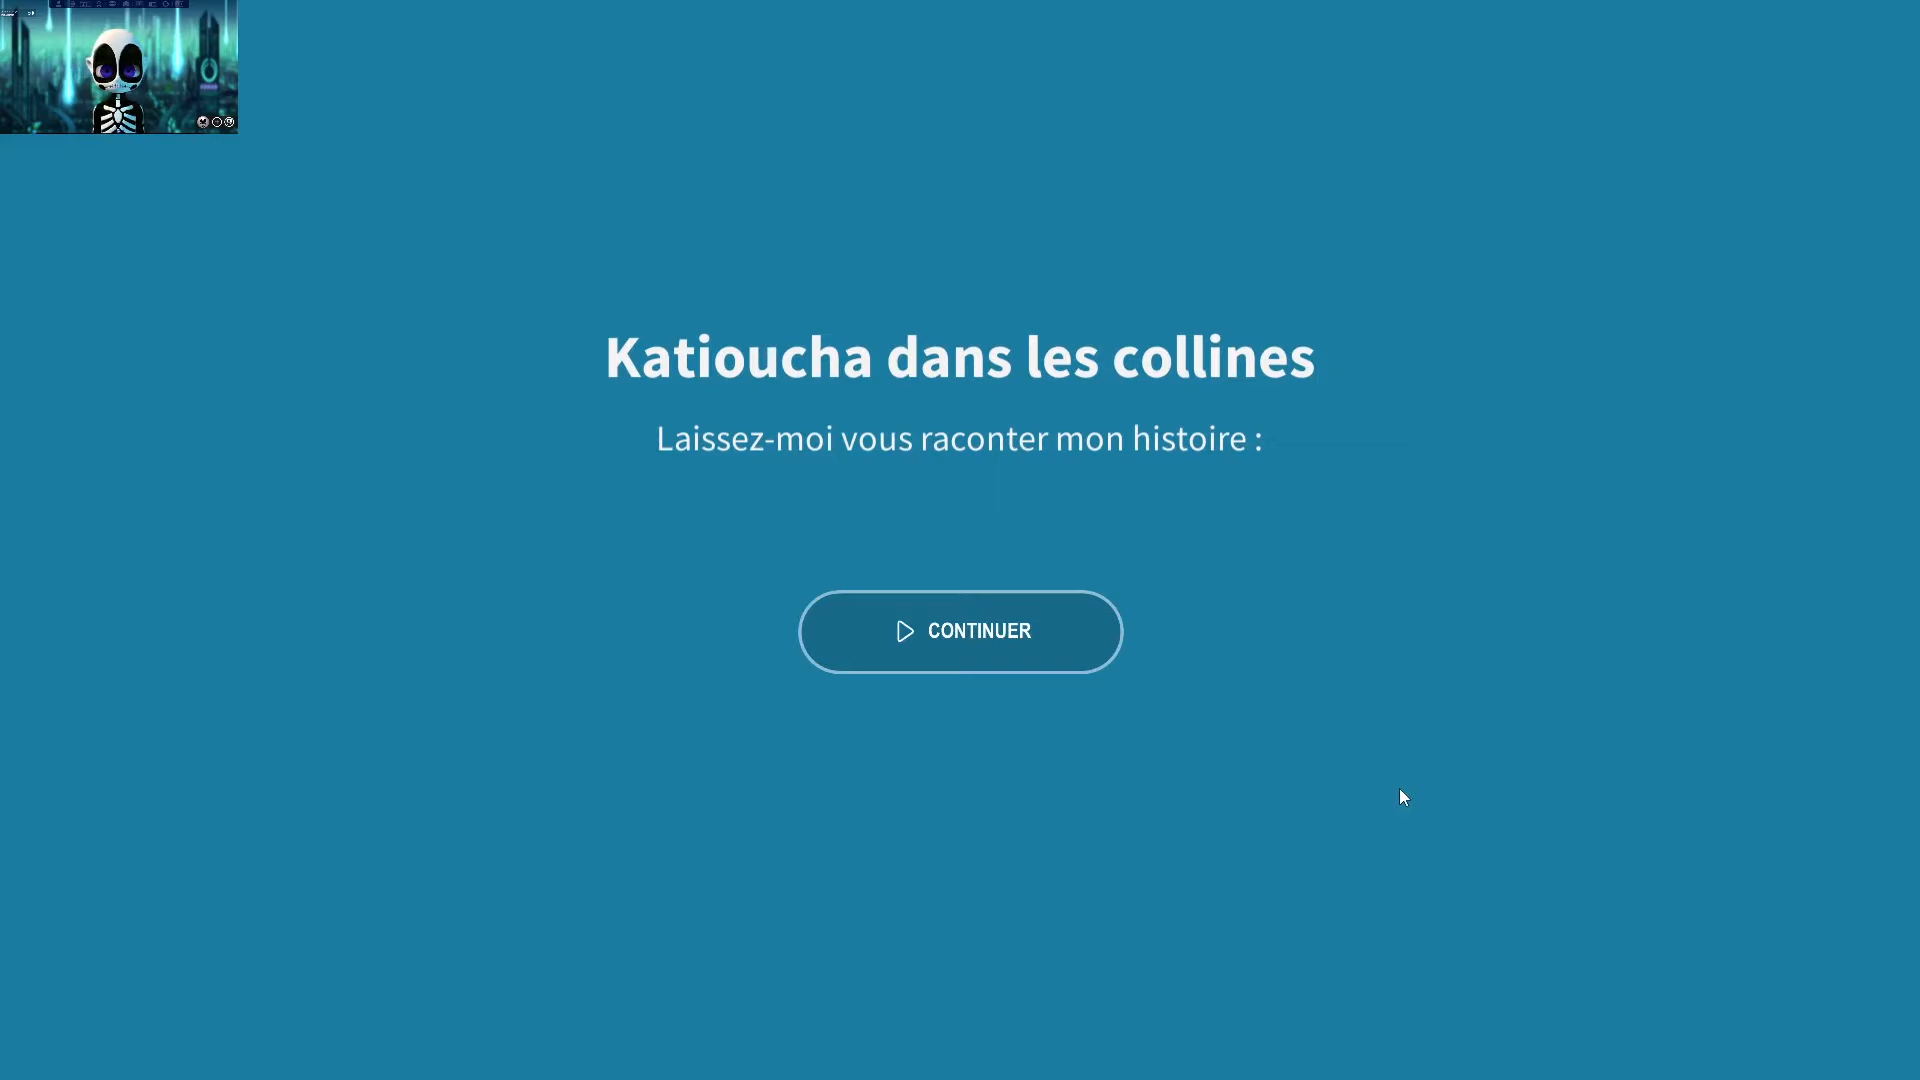 Katioucha dans les collines
Laissez-moi vous raconter mon histoire :
CONTINUER